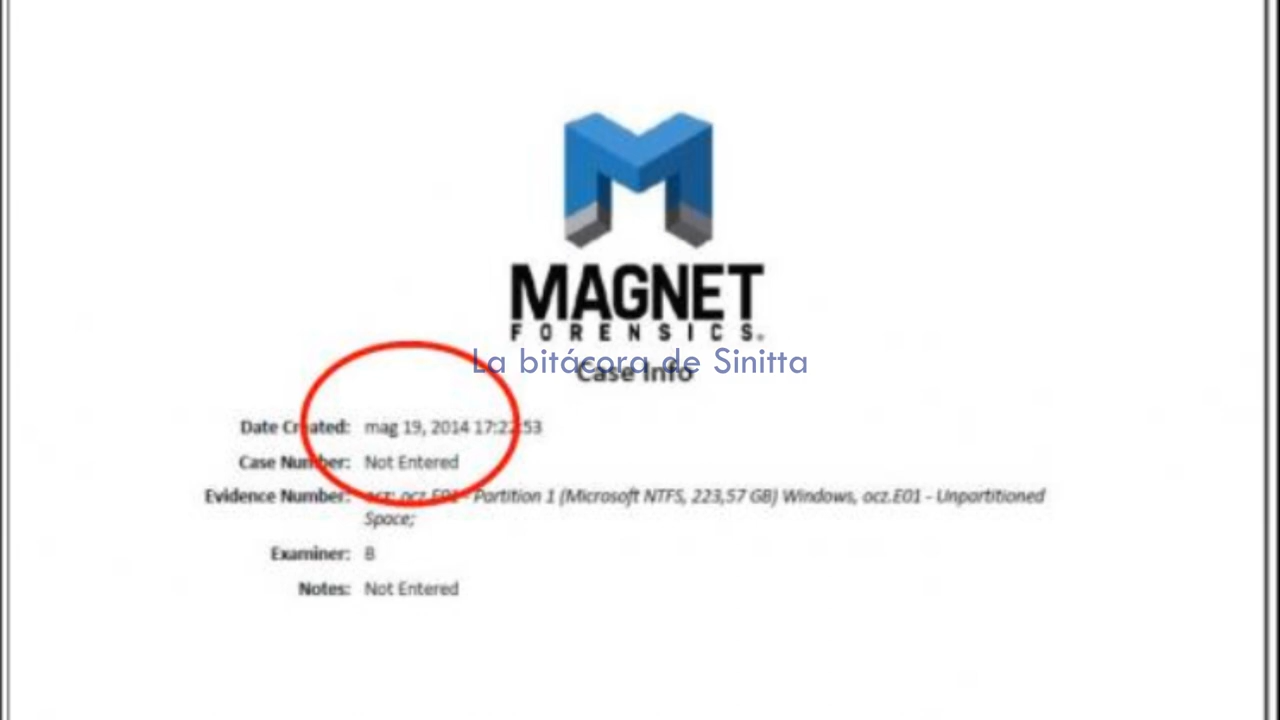 MAGNET
FORENSICS.
La bitácora de Sinitta
Case Info
Date Created: mag 19, 2014 17:22:53
Case Number: Not Entered
Evidence Number: ocz; ocz.E01 - Partition 1 (Microsoft NTFS, 223,57 GB) Windows, ocz.E01 - Unpartitioned
Space;
Examiner: B
Notes: Not Entered